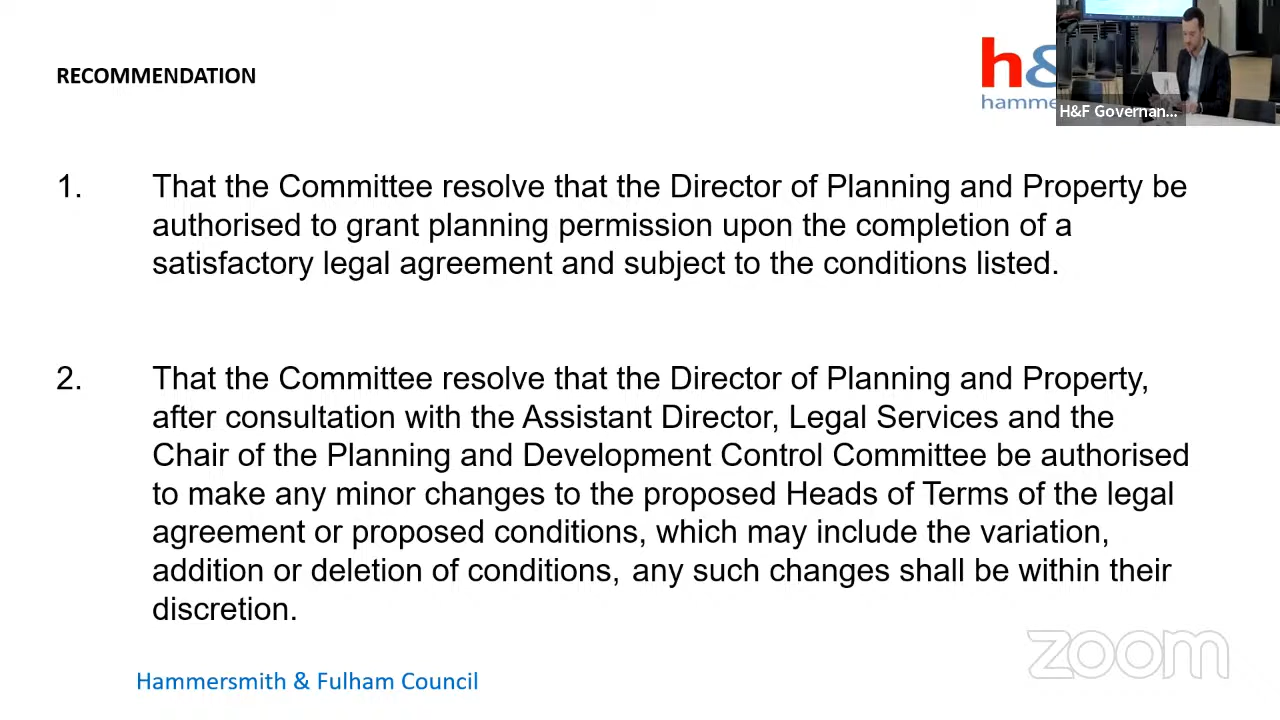 RECOMMENDATION
h&
hamme
H&F Governan...
1. That the Committee resolve that the Director of Planning and Property be
authorised to grant planning permission upon the completion of a
satisfactory legal agreement and subject to the conditions listed.
2. That the Committee resolve that the Director of Planning and Property,
after consultation with the Assistant Director, Legal Services and the
Chair of the Planning and Development Control Committee be authorised
to make any minor changes to the proposed Heads of Terms of the legal
agreement or proposed conditions, which may include the variation,
addition or deletion of conditions, any such changes shall be within their
discretion.
zoom
Hammersmith & Fulham Council